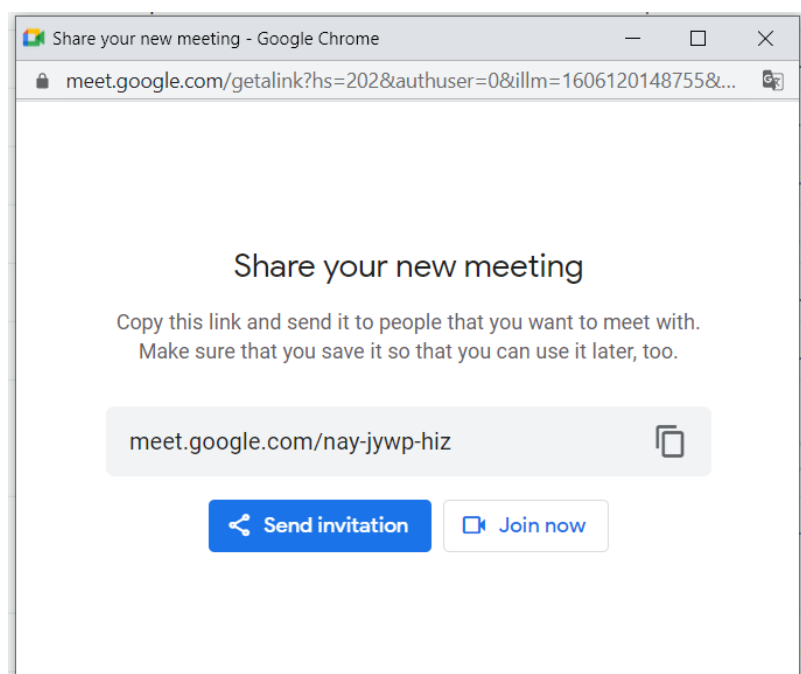 Share your new meeting - Google Chrome
meet.google.com/getalink?hs=202&authuser=0&illm=1606120148755&...
Share your new meeting
Copy this link and send it to people that you want to meet with.
Make sure that you save it so that you can use it later, too.
meet.google.com/nay-jywp-hiz
Send invitation
Join now